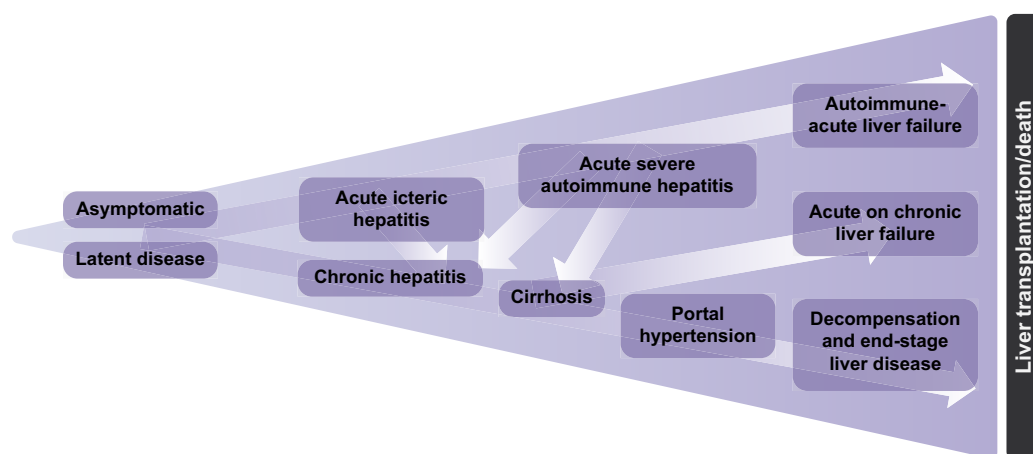 Asymptomatic
Latent disease
Acute icteric
hepatitis
Chronic hepatitis
Acute severe
autoimmune hepatitis
Cirrhosis
Portal
hypertension
Autoimmune-
acute liver failure
Acute on chronic
liver failure
Decompensation
and end-stage
liver disease
Liver transplantation/death